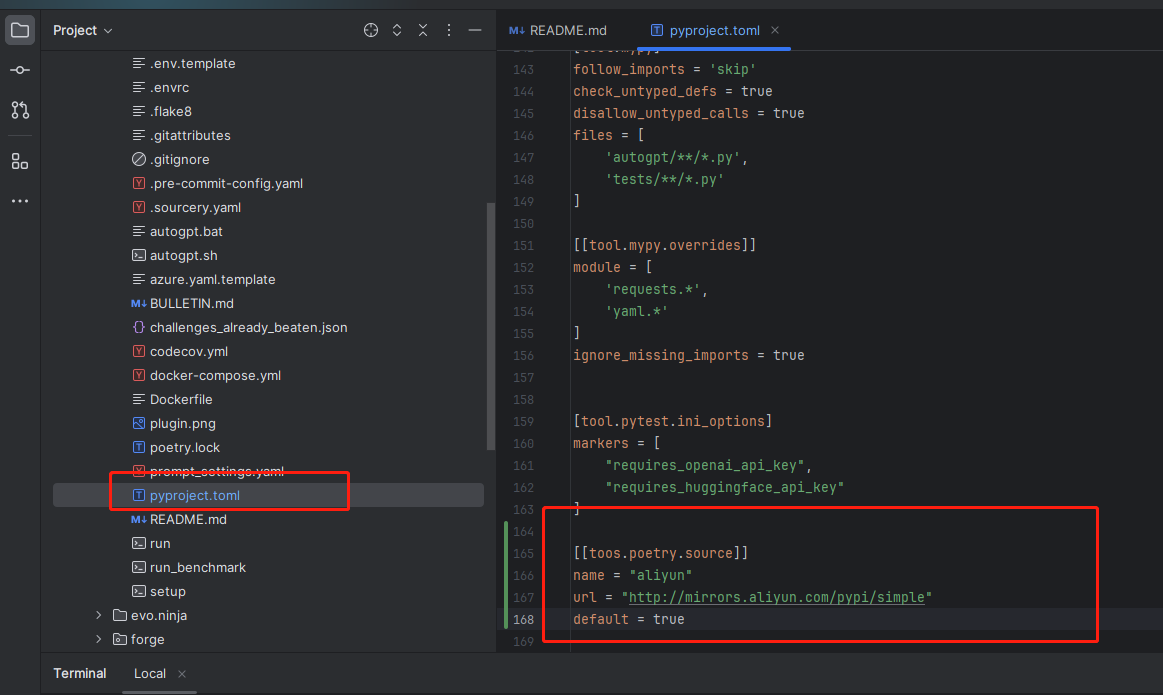 Project
.env.template
.envrc
.flake8
.gitattributes
.gitignore
.pre-commit-config.yaml
.sourcery.yaml
autogpt.bat
autogpt.sh
azure.yaml.template
BULLETIN.md
challenges_already_beaten.json
codecov.yml
docker-compose.yml
Dockerfile
plugin.png
poetry.lock
prompt_settings.yaml
pyproject.toml
README.md
run
run_benchmark
setup
evo.ninja
forge
README.md pyproject.toml
143 follow_imports = 'skip'
144 check_untyped_defs = true
145 disallow_untyped_calls = true
146 files = [
147 'autogpt/**/*.py',
148 'tests/**/*.py'
149 ]
150
151 [[tool.mypy.overrides]]
152 module = [
153 'requests.*',
154 'yaml.*'
155 ]
156 ignore_missing_imports = true
157
158
159 [tool.pytest.ini_options]
160 markers = [
161 "requires_openai_api_key",
162 "requires_huggingface_api_key"
163 ]
164
165 [[toos.poetry.source]]
166 name = "aliyun"
167 url = "http://mirrors.aliyun.com/pypi/simple"
168 default = true
169
Terminal Local